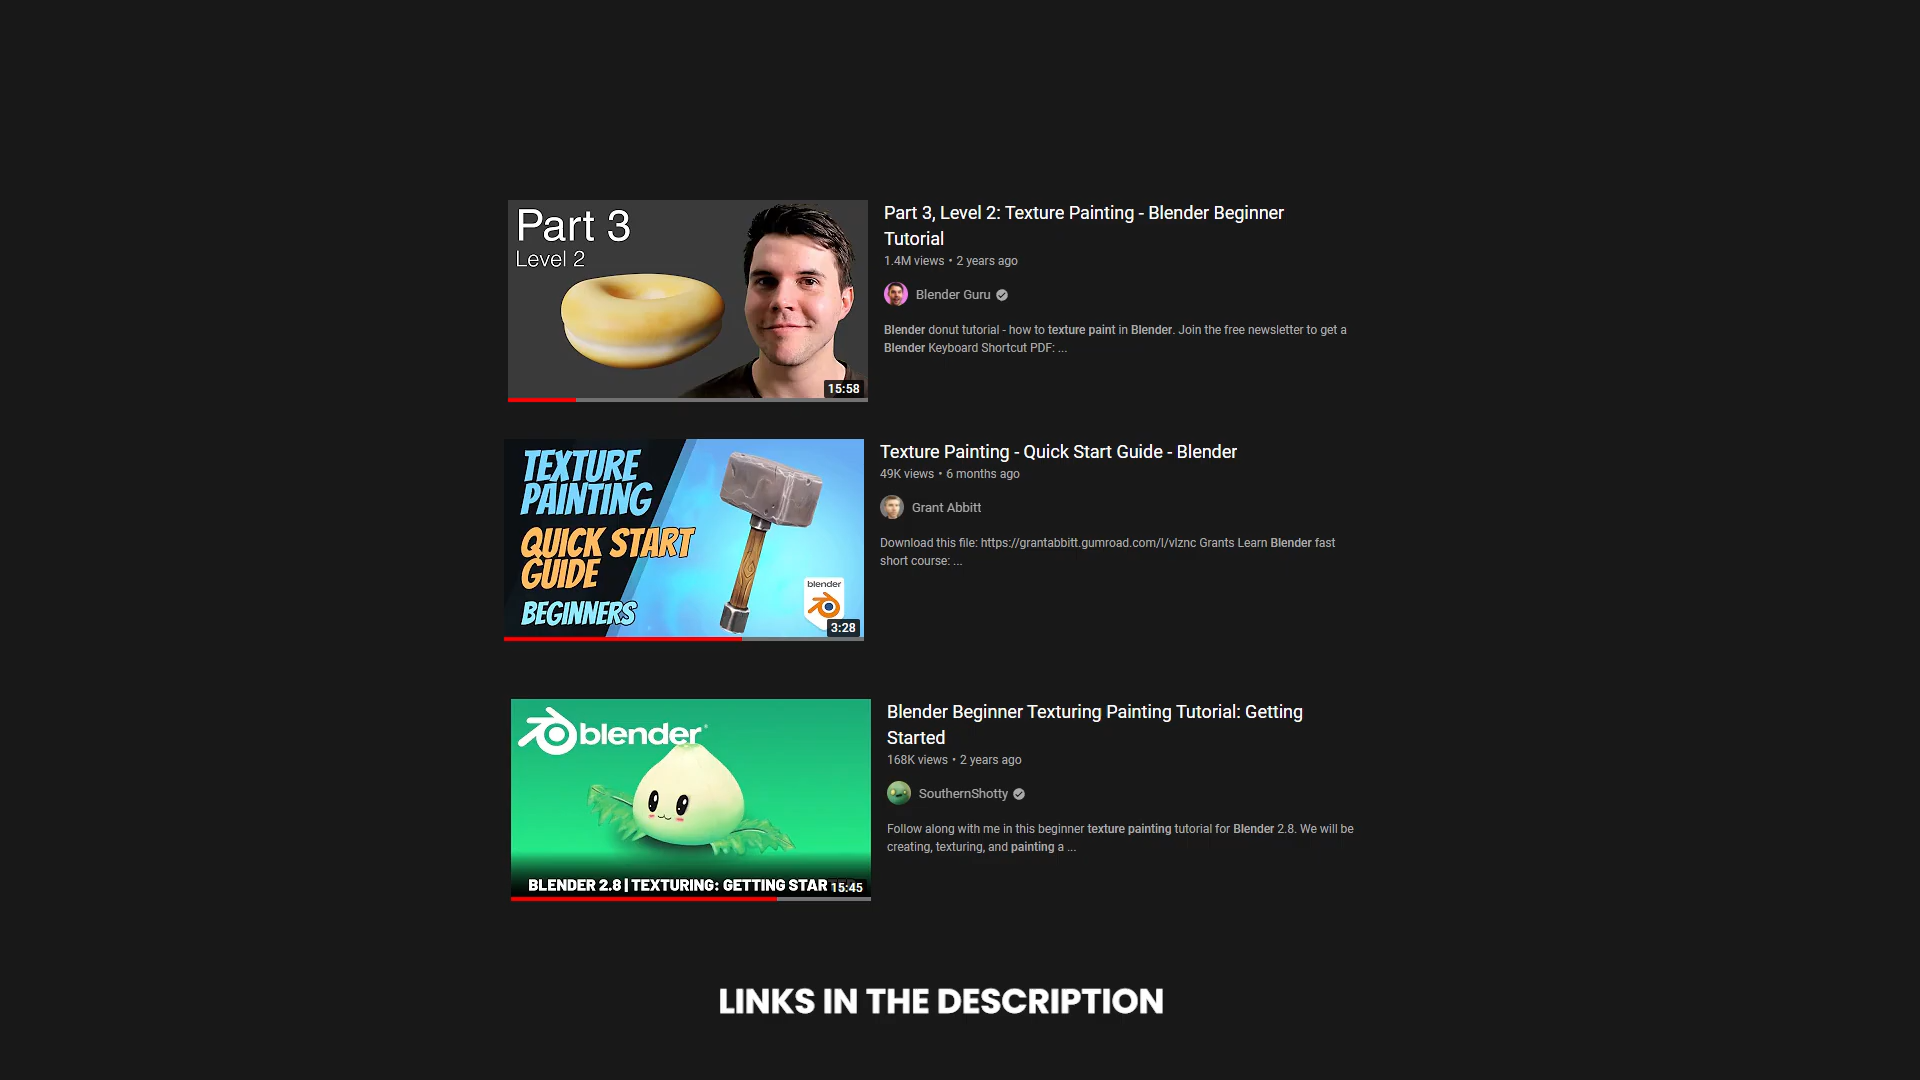 Part 3
Level 2
15:58
Part 3, Level 2: Texture Painting - Blender Beginner
Tutorial
1.4M views • 2 years ago
Blender Guru
Blender donut tutorial - how to texture paint in Blender. Join the free newsletter to get a
Blender Keyboard Shortcut PDF: ...
TEXTURE
PAINTING
QUICK START
GUIDE
BEGINNERS
blender
3:28
Texture Painting - Quick Start Guide - Blender
49K views • 6 months ago
Grant Abbitt
Download this file: https://grantabbitt.gumroad.com/l/vlznc Grants Learn Blender fast
short course: ...
blender
BLENDER 2.8 | TEXTURING: GETTING STAR
15:45
Blender Beginner Texturing Painting Tutorial: Getting
Started
168K views • 2 years ago
SouthernShotty
Follow along with me in this beginner texture painting tutorial for Blender 2.8. We will be
creating, texturing, and painting a ...
LINKS IN THE DESCRIPTION